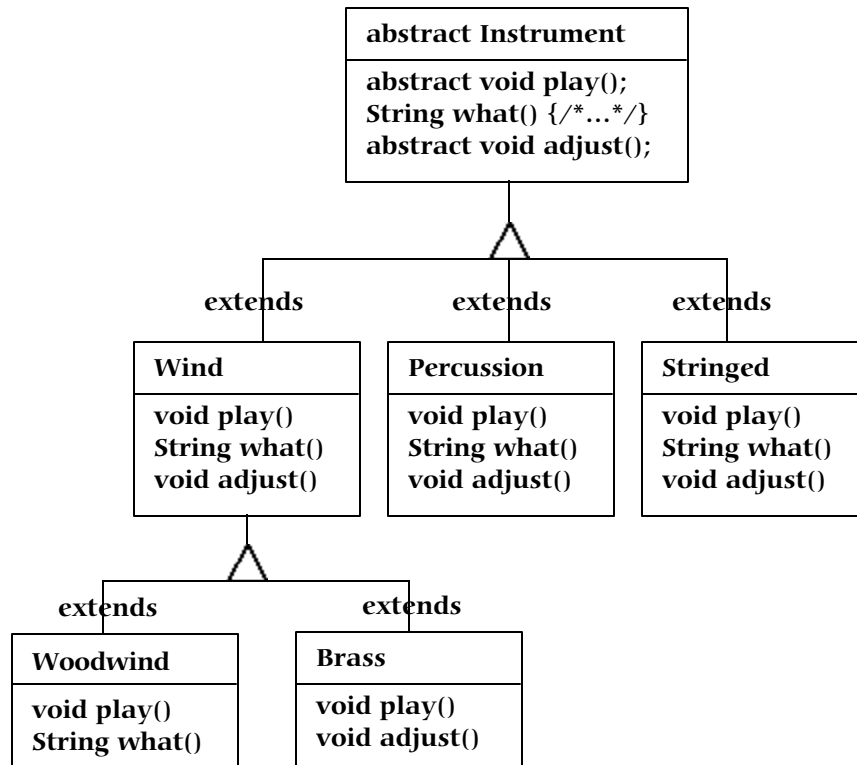 abstract Instrument
abstract void play();
String what() {/*...*/}
abstract void adjust();
extends
extends
extends
Wind
void play()
String what()
void adjust()
Percussion
void play()
String what()
void adjust()
Stringed
void play()
String what()
void adjust()
extends
extends
Woodwind
void play()
String what()
Brass
void play()
void adjust()